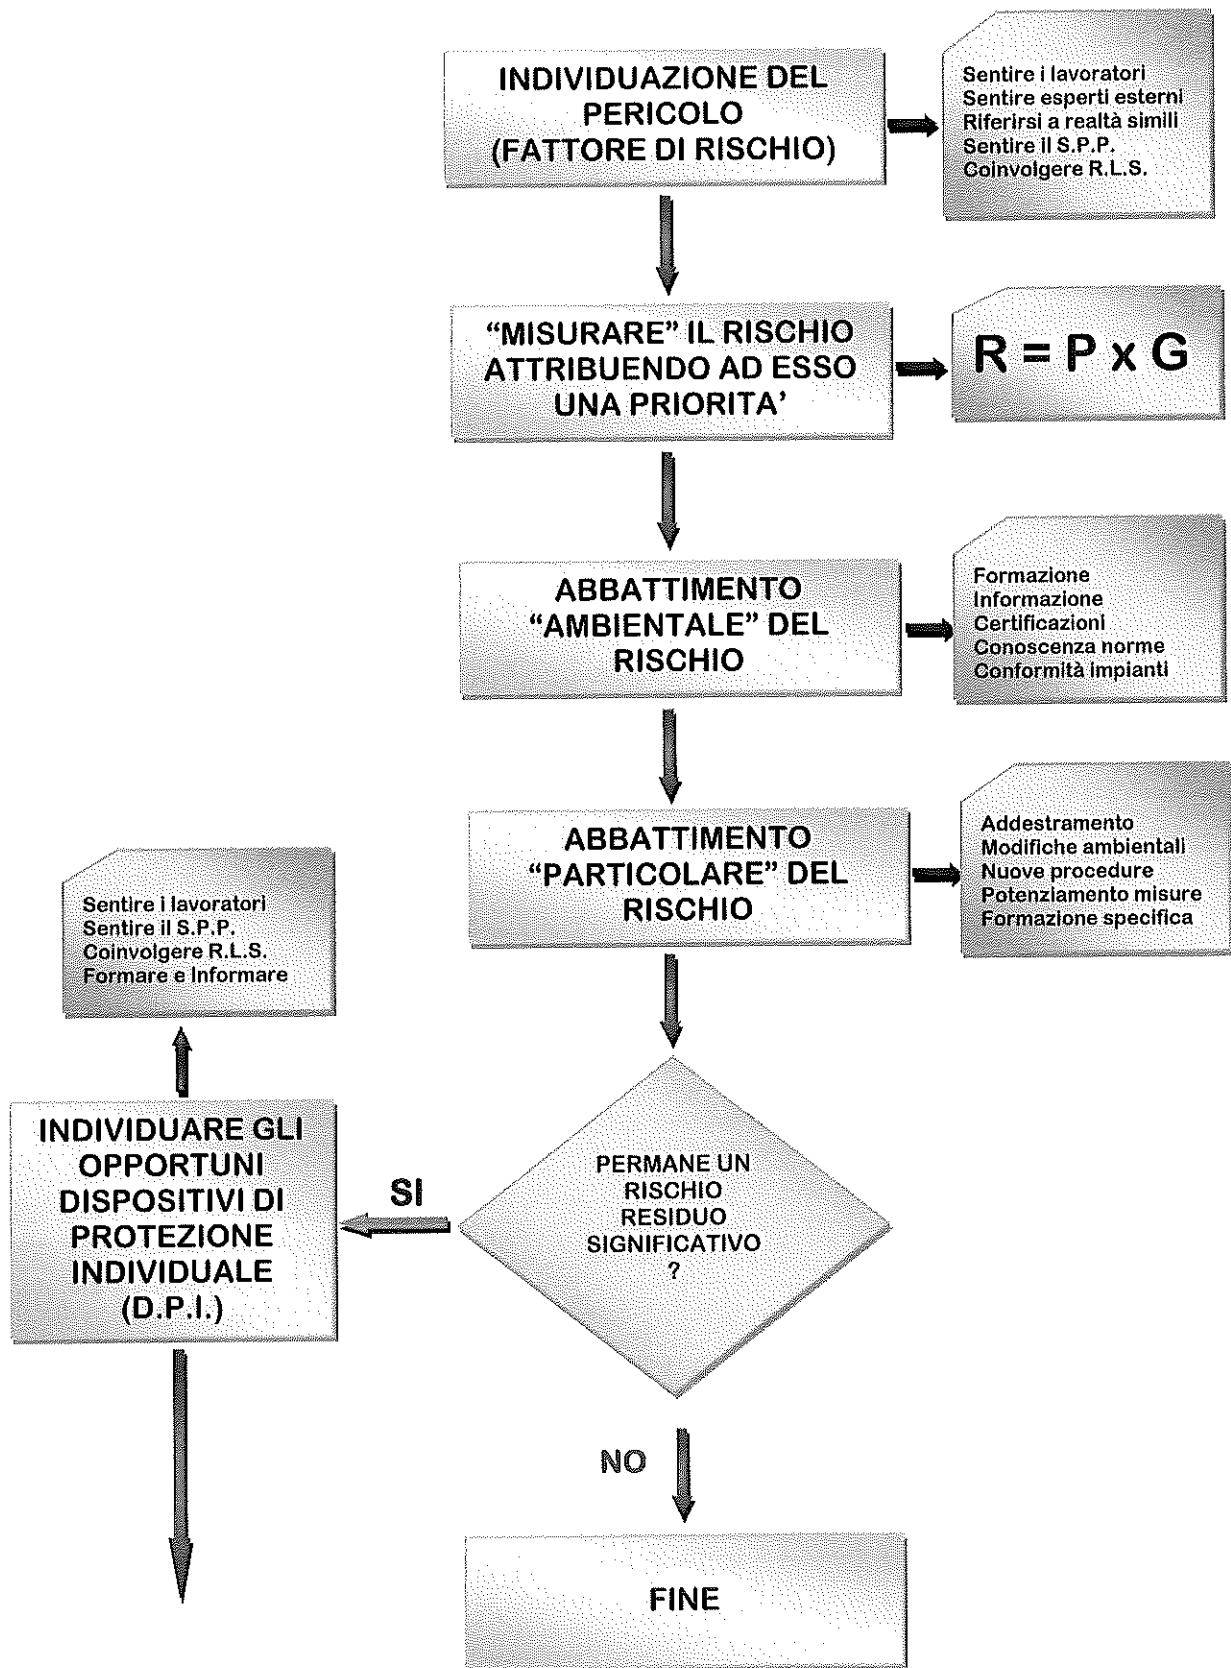 INDIVIDUAZIONE DEL
PERICOLO
(FATTORE DI RISCHIO)
Sentire i lavoratori
Sentire esperti esterni
Riferirsi a realtà simili
Sentire il S.P.P.
Coinvolgere R.L.S.
“MISURARE” IL RISCHIO
ATTRIBUENDO AD ESSO
UNA PRIORITA’
R = P x G
ABBATTIMENTO
“AMBIENTALE” DEL
RISCHIO
Formazione
Informazione
Certificazioni
Conoscenza norme
Conformità impianti
ABBATTIMENTO
“PARTICOLARE” DEL
RISCHIO
Addestramento
Modifiche ambientali
Nuove procedure
Potenziamento misure
Formazione specifica
Sentire i lavoratori
Sentire il S.P.P.
Coinvolgere R.L.S.
Formare e Informare
INDIVIDUARE GLI
OPPORTUNI
DISPOSITIVI DI
PROTEZIONE
INDIVIDUALE
(D.P.I.)
SI
PERMANE UN
RISCHIO
RESIDUO
SIGNIFICATIVO
?
NO
FINE